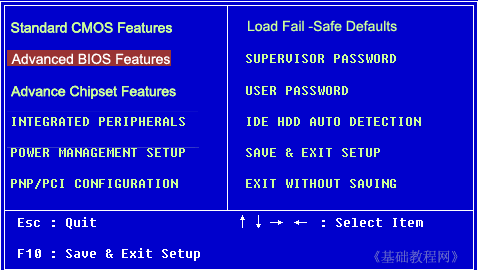 Standard CMOS Features
Advanced BIOS Features
Advance Chipset Features
INTEGRATED PERIPHERALS
POWER MANAGEMENT SETUP
PNP/PCI CONFIGURATION
Load Fail -Safe Defaults
SUPERVISOR PASSWORD
USER PASSWORD
IDE HDD AUTO DETECTION
SAVE & EXIT SETUP
EXIT WITHOUT SAVING
Esc : Quit
↑ ↓ → ← : Select Item
F10 : Save & Exit Setup
《基础教程网》